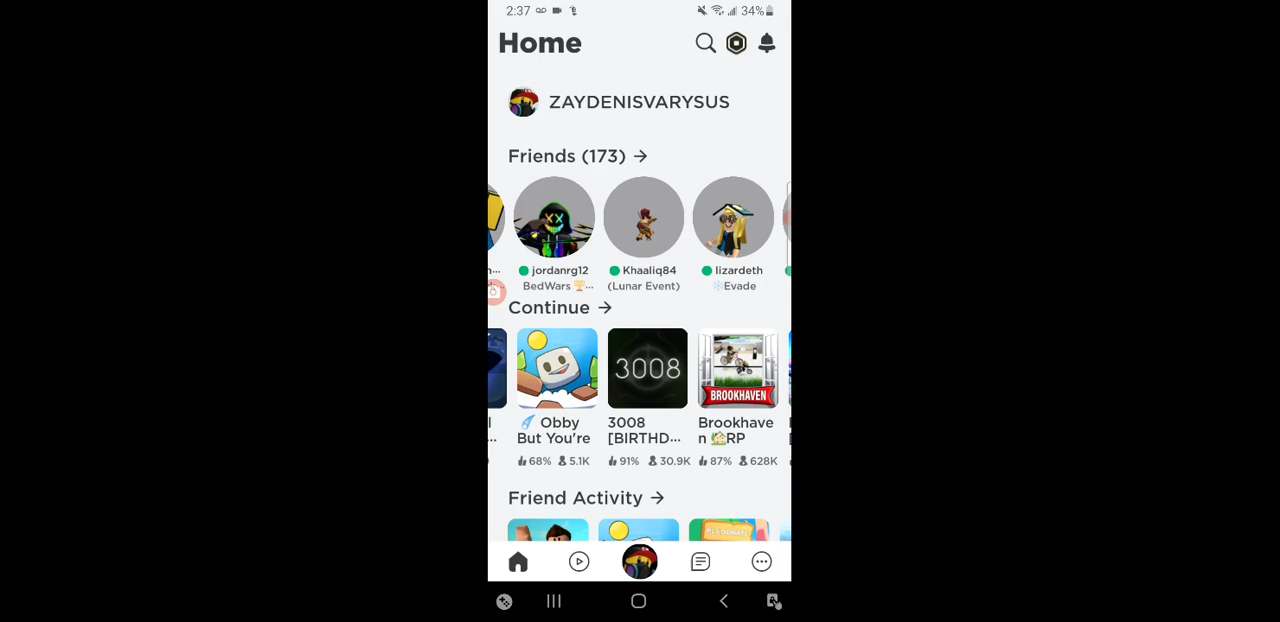 2:37 34%
Home
ZAYDENISVARYSUS
Friends (173) →
jordanrg12 Khaaliq84 lizardeth
BedWars 🏆... (Lunar Event) ❄️Evade
Continue →
3008
BROOKHAVEN
☄️ Obby 3008 Brookhave
But You're [BIRTHD... n 🏡RP
68% 5.1K 91% 30.9K 87% 628K
Friend Activity →